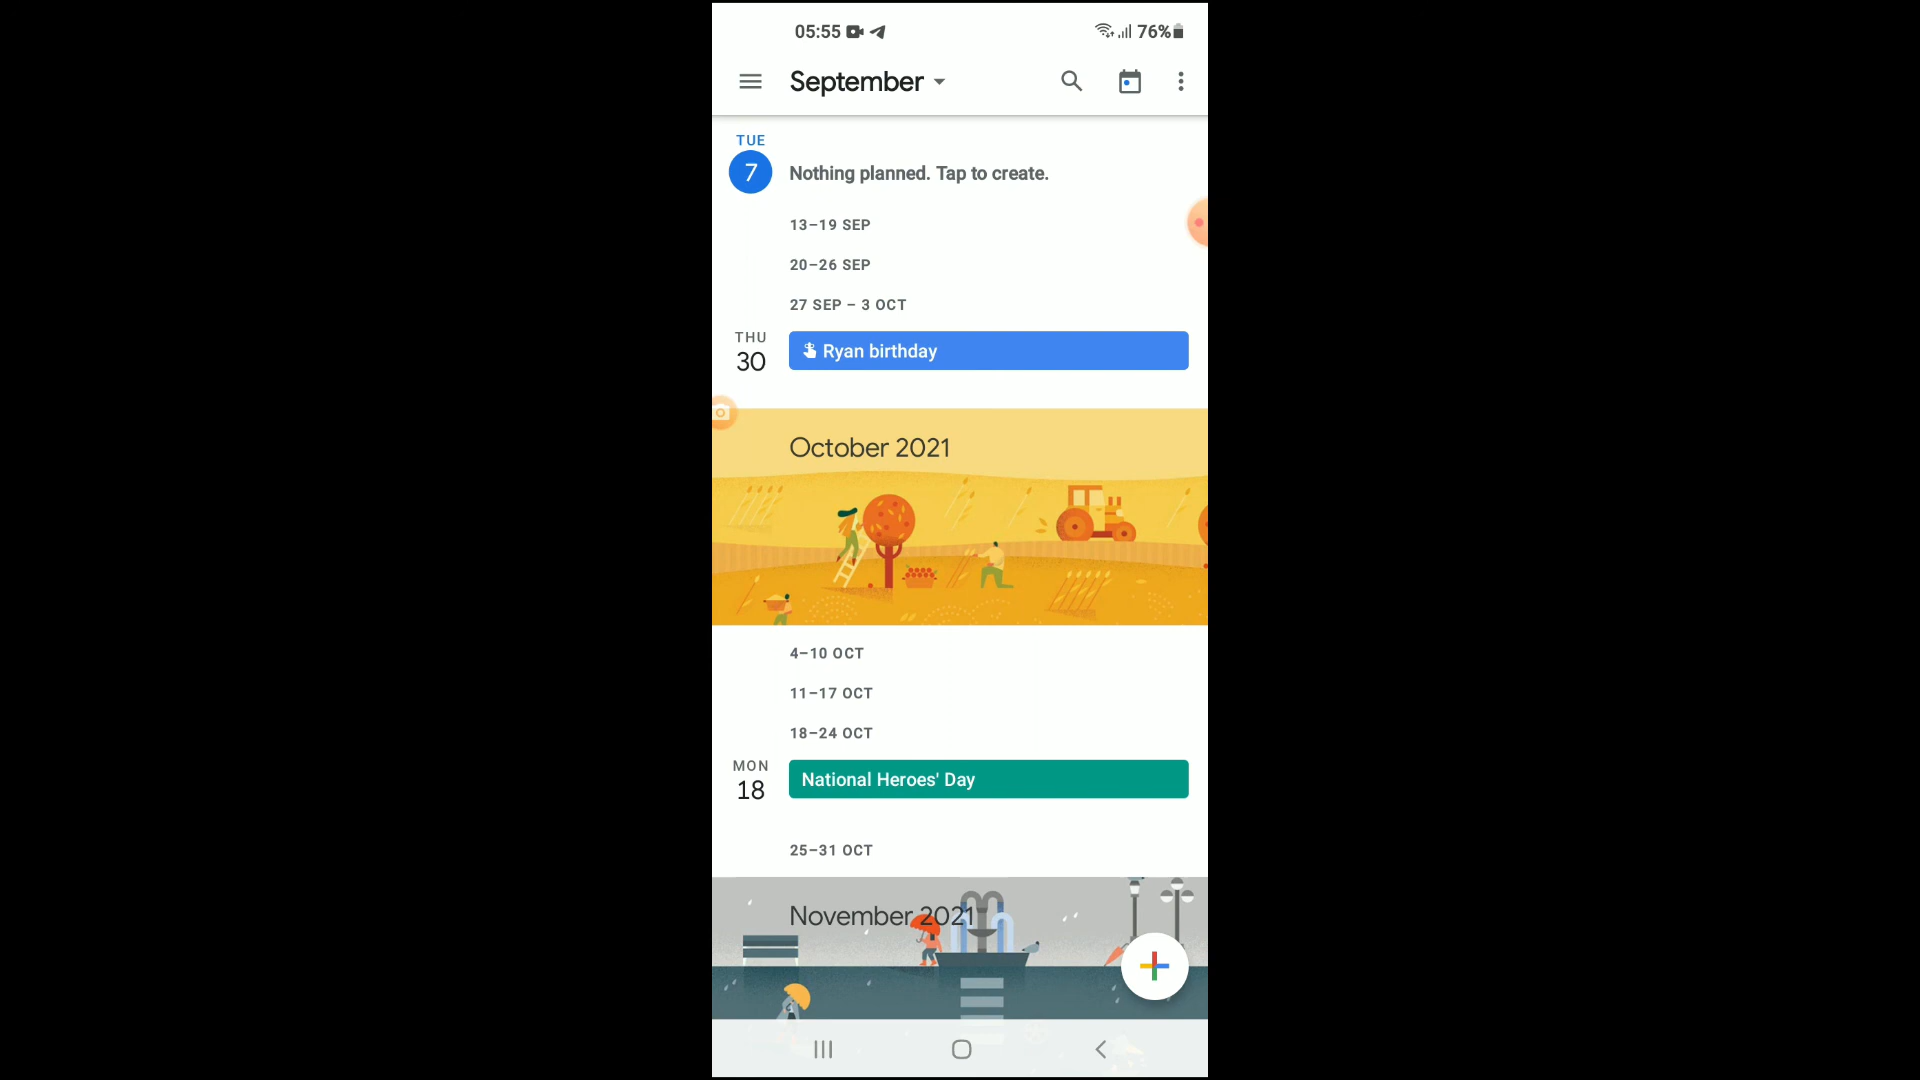 05:55 76%
September
TUE
7 Nothing planned. Tap to create.
13–19 SEP
20–26 SEP
27 SEP – 3 OCT
THU
30 Ryan birthday
October 2021
4–10 OCT
11–17 OCT
18–24 OCT
MON
18 National Heroes' Day
25–31 OCT
November 2021